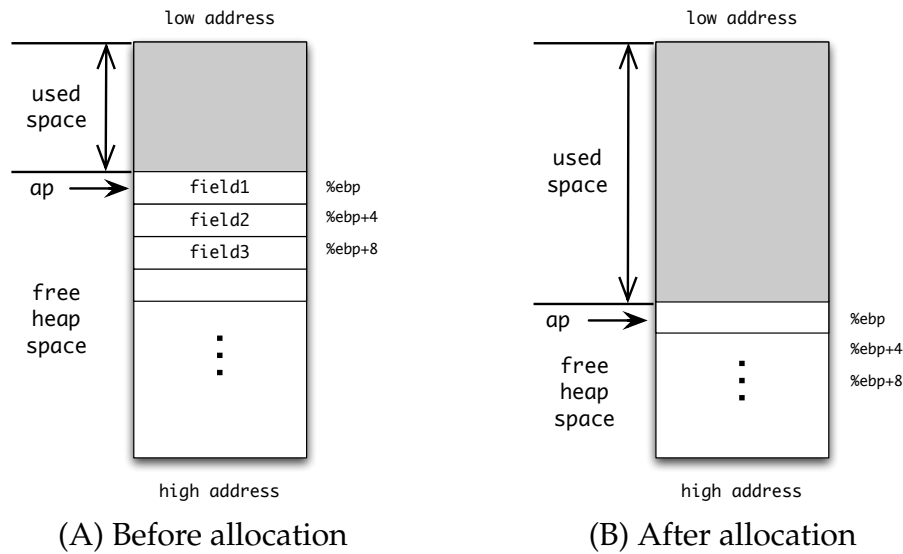 low address
used
space
ap
field1
%ebp
field2
%ebp+4
field3
%ebp+8
free
heap
space
high address
(A) Before allocation
low address
used
space
ap
%ebp
%ebp+4
%ebp+8
free
heap
space
high address
(B) After allocation